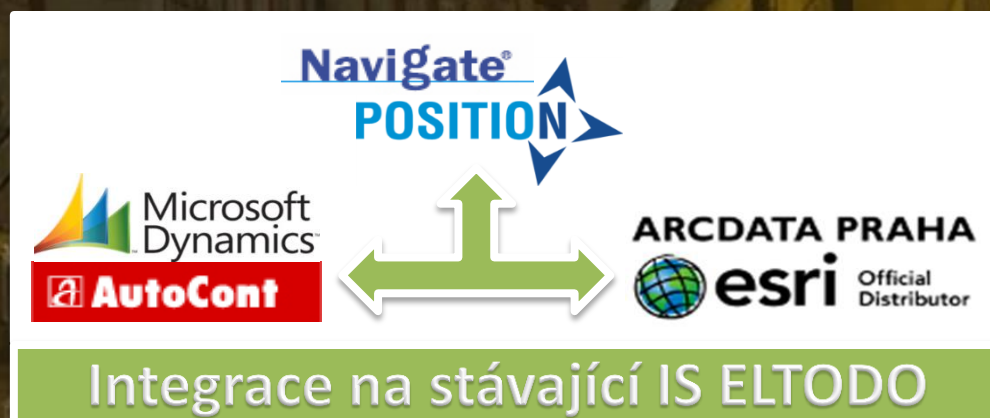 Navigate®
POSITION
Microsoft
Dynamics
AutoCont
ARCDATA PRAHA
esri Official
Distributor
Integrace na stávající IS ELTODO